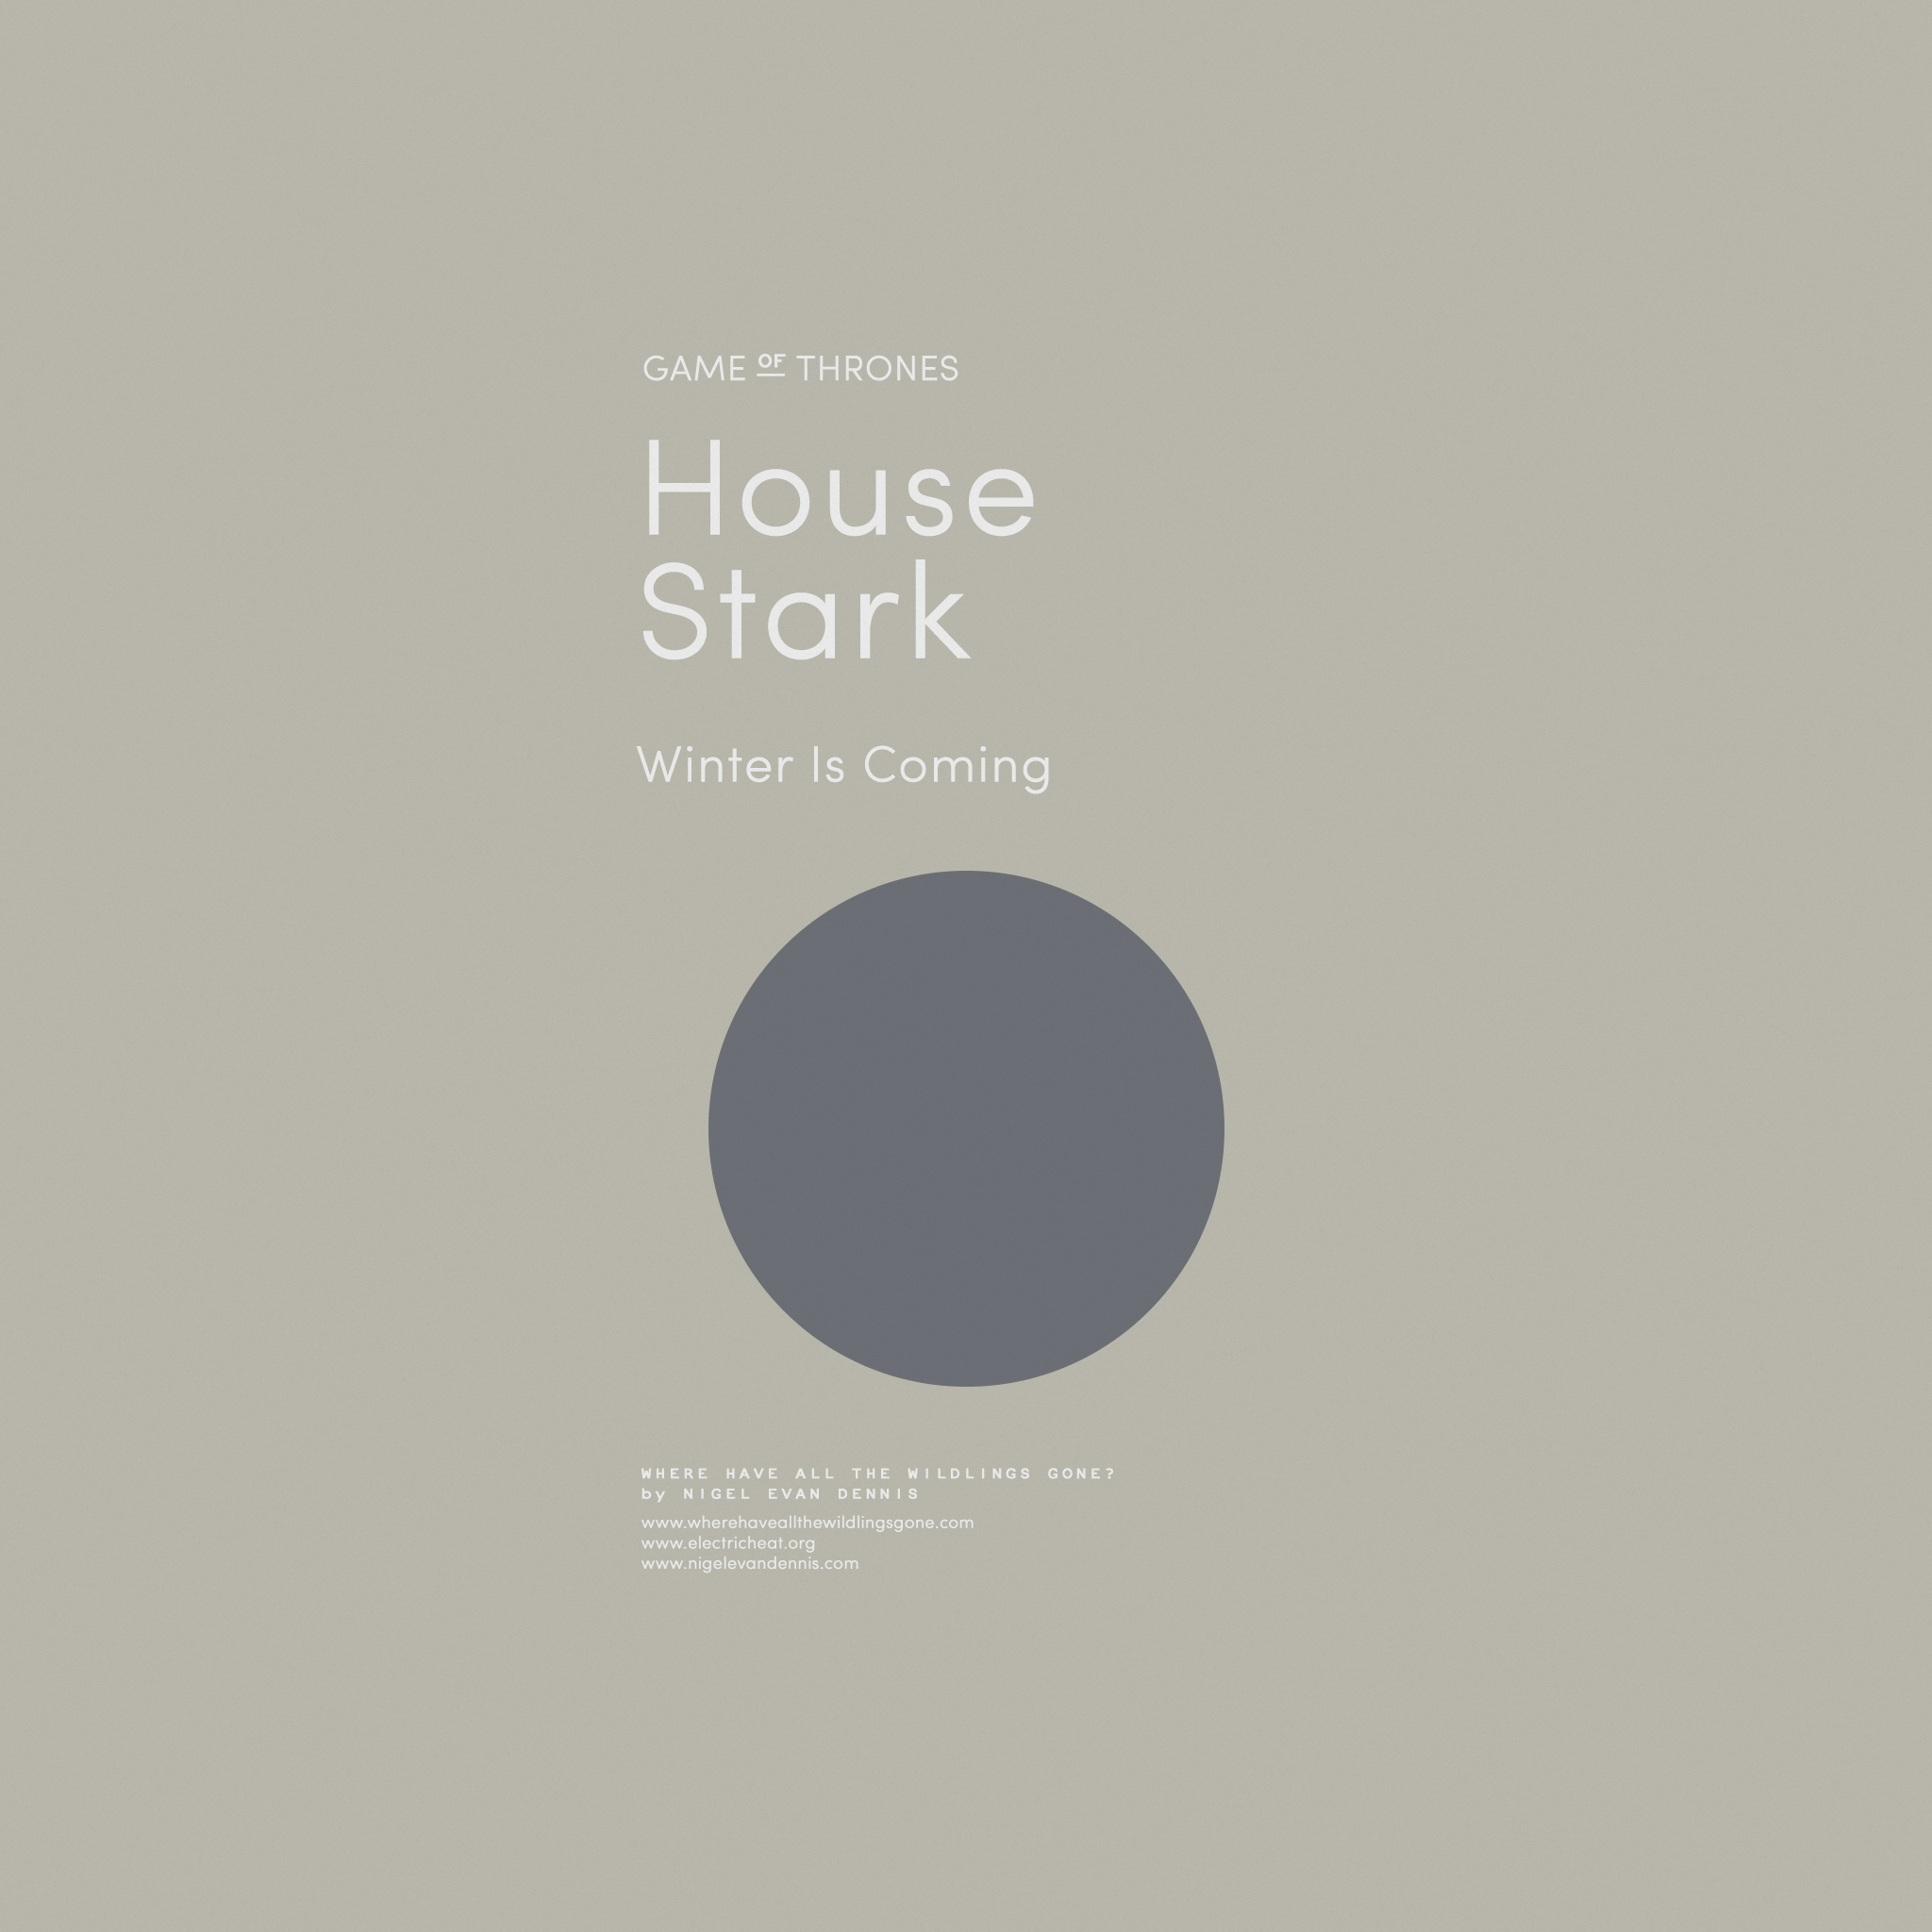 GAME OF THRONES
House
Stark
Winter Is Coming
WHERE HAVE ALL THE WILDLINGS GONE?
by NIGEL EVAN DENNIS
www.wherehaveallthewildlingsgone.com
www.electricheat.org
www.nigelevandennis.com